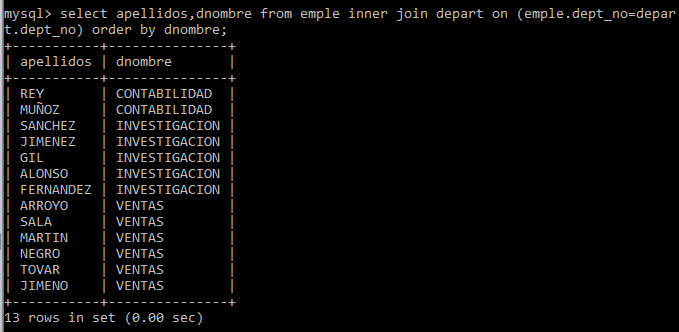 mysql> select apellidos,dnombre from emple inner join depart on (emple.dept_no=depar
t.dept_no) order by dnombre;
+-----------+---------------+
| apellidos | dnombre       |
+-----------+---------------+
| REY       | CONTABILIDAD  |
| MUÑOZ     | CONTABILIDAD  |
| SANCHEZ   | INVESTIGACION |
| JIMENEZ   | INVESTIGACION |
| GIL       | INVESTIGACION |
| ALONSO    | INVESTIGACION |
| FERNANDEZ | INVESTIGACION |
| ARROYO    | VENTAS        |
| SALA      | VENTAS        |
| MARTIN    | VENTAS        |
| NEGRO     | VENTAS        |
| TOVAR     | VENTAS        |
| JIMENO    | VENTAS        |
+-----------+---------------+
13 rows in set (0.00 sec)